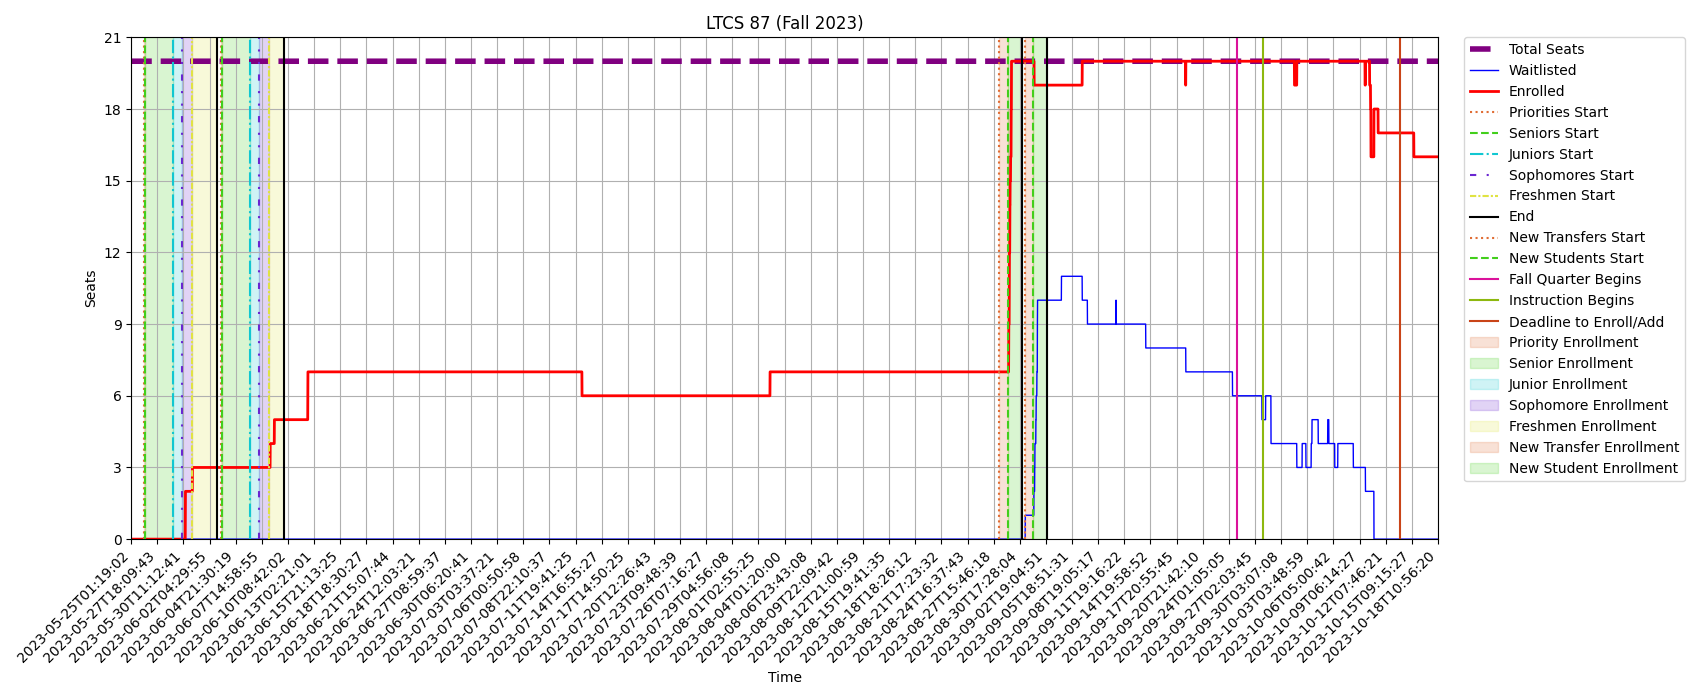 LTCS 87 (Fall 2023)
21
18
15
12
9
6
3
0
Seats
2023-05-25T01:19:02
2023-05-27T18:09:43
2023-05-30T11:12:41
2023-06-02T04:29:55
2023-06-04T21:30:19
2023-06-07T14:58:55
2023-06-10T08:42:02
2023-06-13T02:21:01
2023-06-15T21:13:25
2023-06-18T18:30:27
2023-06-21T15:07:44
2023-06-24T12:03:21
2023-06-27T08:59:37
2023-06-30T06:20:41
2023-07-03T03:37:21
2023-07-06T00:50:58
2023-07-08T22:10:37
2023-07-11T19:41:25
2023-07-14T16:55:27
2023-07-17T14:50:25
2023-07-20T12:26:43
2023-07-23T09:48:39
2023-07-26T07:16:27
2023-07-29T04:56:08
2023-08-01T02:55:25
2023-08-04T01:20:00
2023-08-06T23:43:08
2023-08-09T22:09:42
2023-08-12T21:00:59
2023-08-15T19:41:35
2023-08-18T18:26:12
2023-08-21T17:23:32
2023-08-24T16:37:43
2023-08-27T15:46:18
2023-08-30T17:28:04
2023-09-02T19:04:51
2023-09-05T18:51:31
2023-09-08T19:05:17
2023-09-11T19:16:22
2023-09-14T19:58:52
2023-09-17T20:55:45
2023-09-20T21:42:10
2023-09-24T01:05:05
2023-09-27T02:03:45
2023-09-30T03:07:08
2023-10-03T03:48:59
2023-10-06T05:00:42
2023-10-09T06:14:27
2023-10-12T07:46:21
2023-10-15T09:15:27
2023-10-18T10:56:20
Time
Total Seats
Waitlisted
Enrolled
Priorities Start
Seniors Start
Juniors Start
Sophomores Start
Freshmen Start
End
New Transfers Start
New Students Start
Fall Quarter Begins
Instruction Begins
Deadline to Enroll/Add
Priority Enrollment
Senior Enrollment
Junior Enrollment
Sophomore Enrollment
Freshmen Enrollment
New Transfer Enrollment
New Student Enrollment